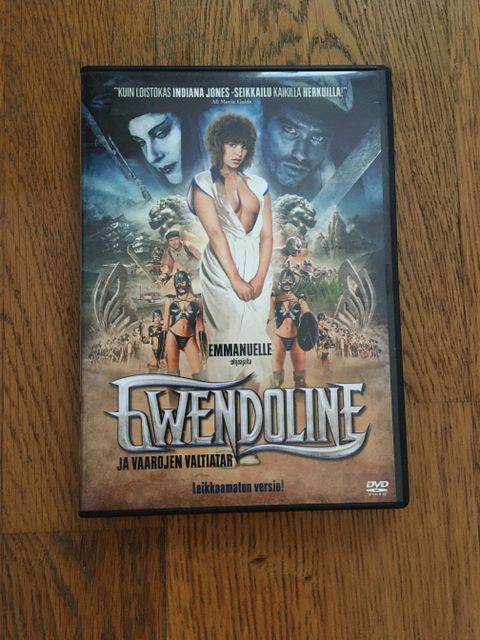 "KUIN LOISTOKAS INDIANA JONES -SEIKKAILU KAIKILLA HERKUILLA!"
All Movie Guide
EMMANUELLE
-ohjaajalta
GWENDOLINE
JA VAAROJEN VALTIATAR
Leikkaamaton versio!
DVD
VIDEO